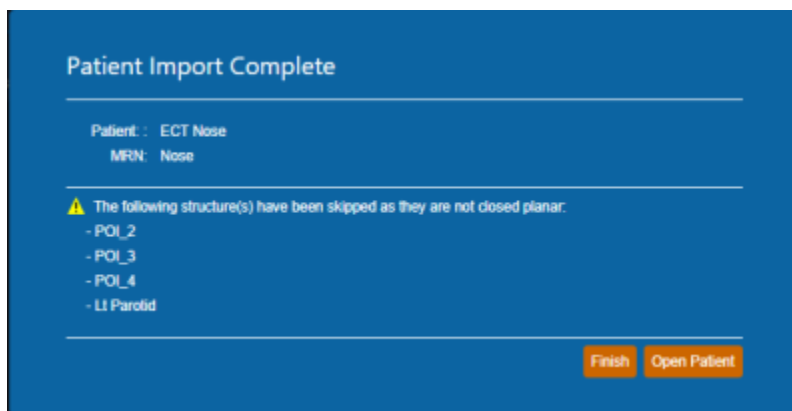 Patient Import Complete
Patient: : ECT Nose
MRN: Nose
The following structure(s) have been skipped as they are not closed planar:
- POI_2
- POI_3
- POI_4
- Lt Parotid
Finish Open Patient